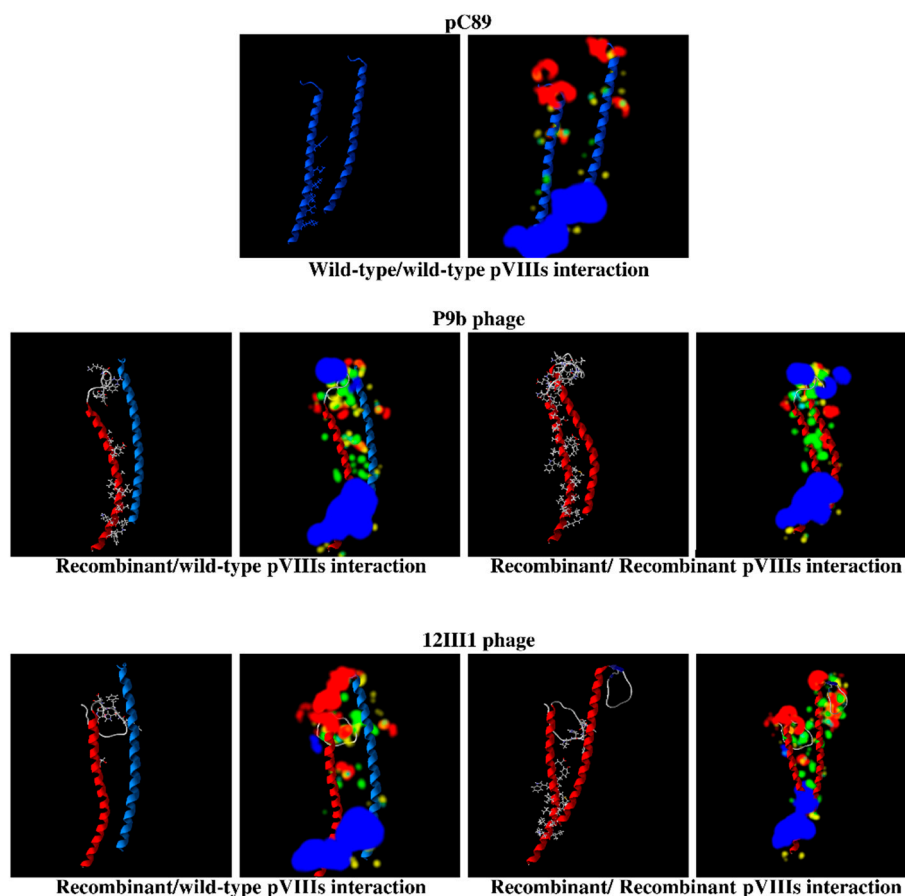 pC89
Wild-type/wild-type pVIIIs interaction
P9b phage
Recombinant/wild-type pVIIIs interaction
Recombinant/ Recombinant pVIIIs interaction
12III1 phage
Recombinant/wild-type pVIIIs interaction
Recombinant/ Recombinant pVIIIs interaction